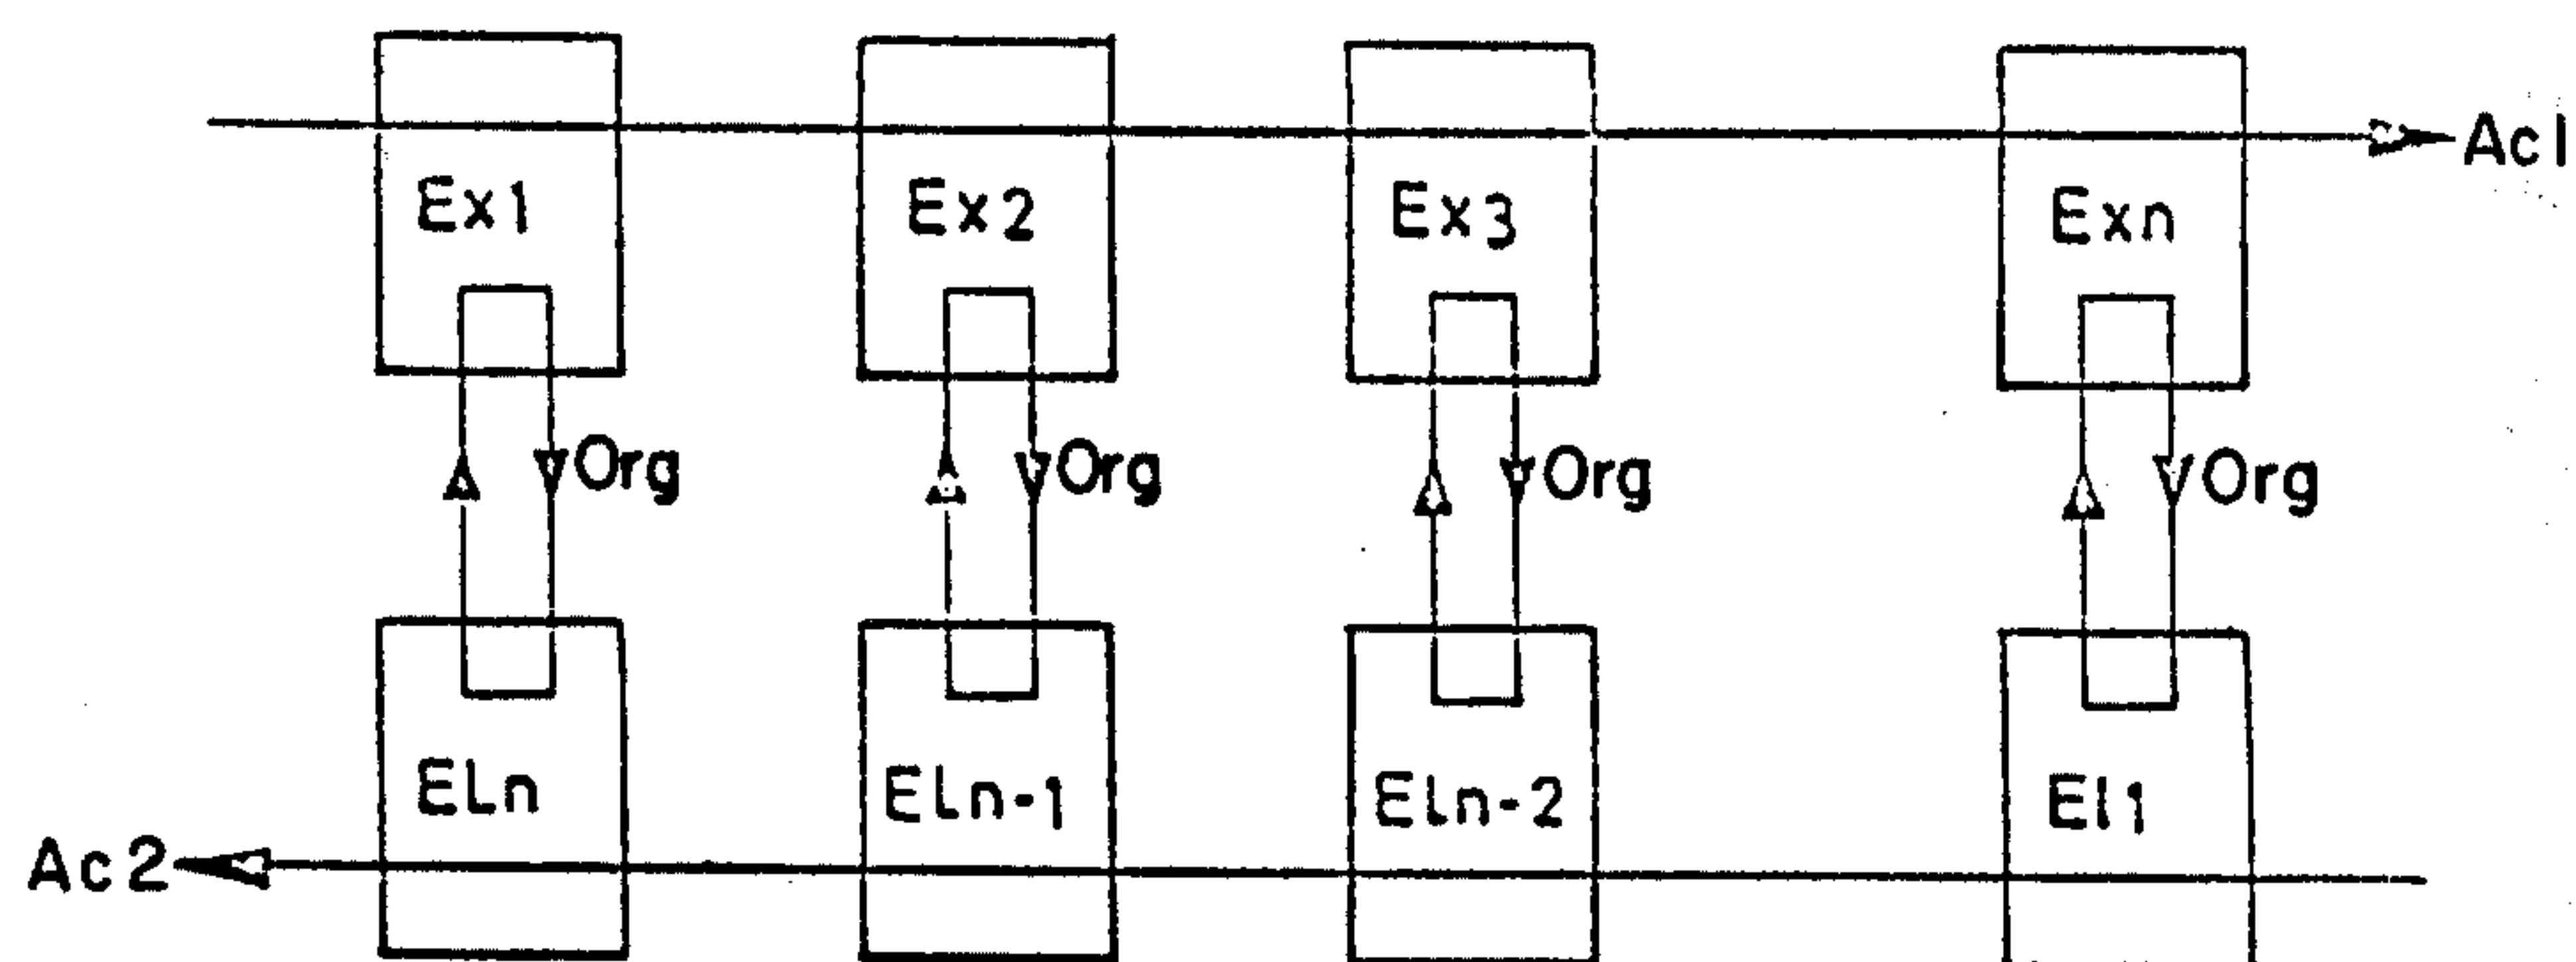 Ac1
Ex1 Ex2 Ex3 Exn
Org Org Org Org
ELn ELn-1 ELn-2 El1
Ac2